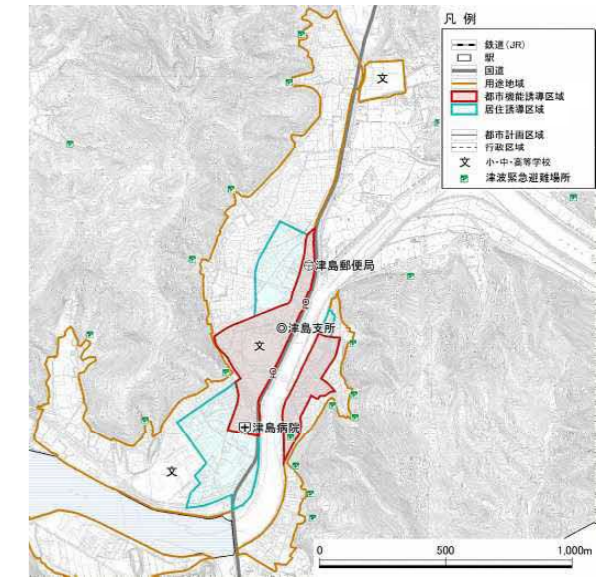 凡 例
鉄道(JR)
駅
国道
用途地域
都市機能誘導区域
居住誘導区域
都市計画区域
行政区域
文 小・中・高等学校
津波緊急避難場所
文
津島郵便局
津島支所
文
津島病院
文
0 500 1,000m